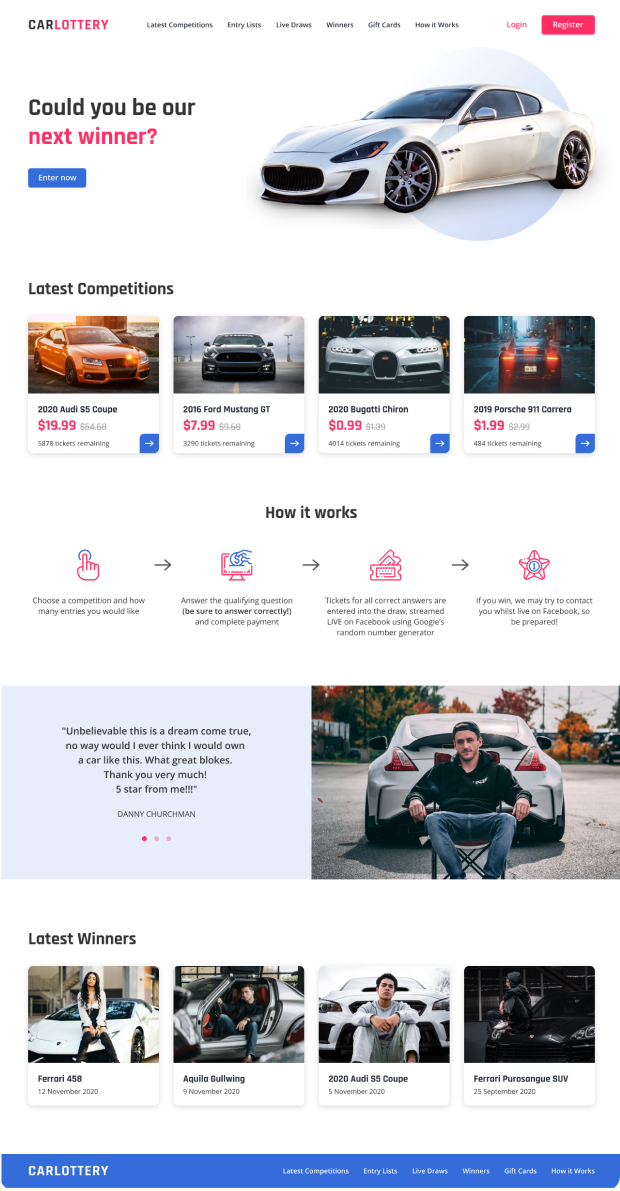 CARLOTTERY
Latest Competitions Entry Lists Live Draws Winners Gift Cards How it Works
Login Register
Could you be our
next winner?
Enter now
Latest Competitions
2020 Audi S5 Coupe
$19.99 $54.68
5878 tickets remaining
2016 Ford Mustang GT
$7.99 $9.68
3290 tickets remaining
2020 Bugatti Chiron
$0.99 $1.39
4014 tickets remaining
2019 Porsche 911 Carrera
$1.99 $2.99
484 tickets remaining
How it works
Choose a competition and how
many entries you would like
Answer the qualifying question
(be sure to answer correctly!)
and complete payment
Tickets for all correct answers are
entered into the draw, streamed
LIVE on Facebook using Google's
random number generator
If you win, we may try to contact
you whilst live on Facebook, so
be prepared!
"Unbelievable this is a dream come true,
no way would I ever think I would own
a car like this. What great blokes.
Thank you very much!
5 star from me!!!"
DANNY CHURCHMAN
Latest Winners
Ferrari 458
12 November 2020
Aquila Gullwing
9 November 2020
2020 Audi S5 Coupe
5 November 2020
Ferrari Purosangue SUV
25 September 2020
CARLOTTERY
Latest Competitions Entry Lists Live Draws Winners Gift Cards How it Works